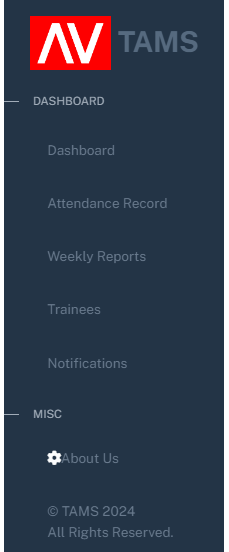 AV TAMS
DASHBOARD
Dashboard
Attendance Record
Weekly Reports
Trainees
Notifications
MISC
About Us
© TAMS 2024
All Rights Reserved.